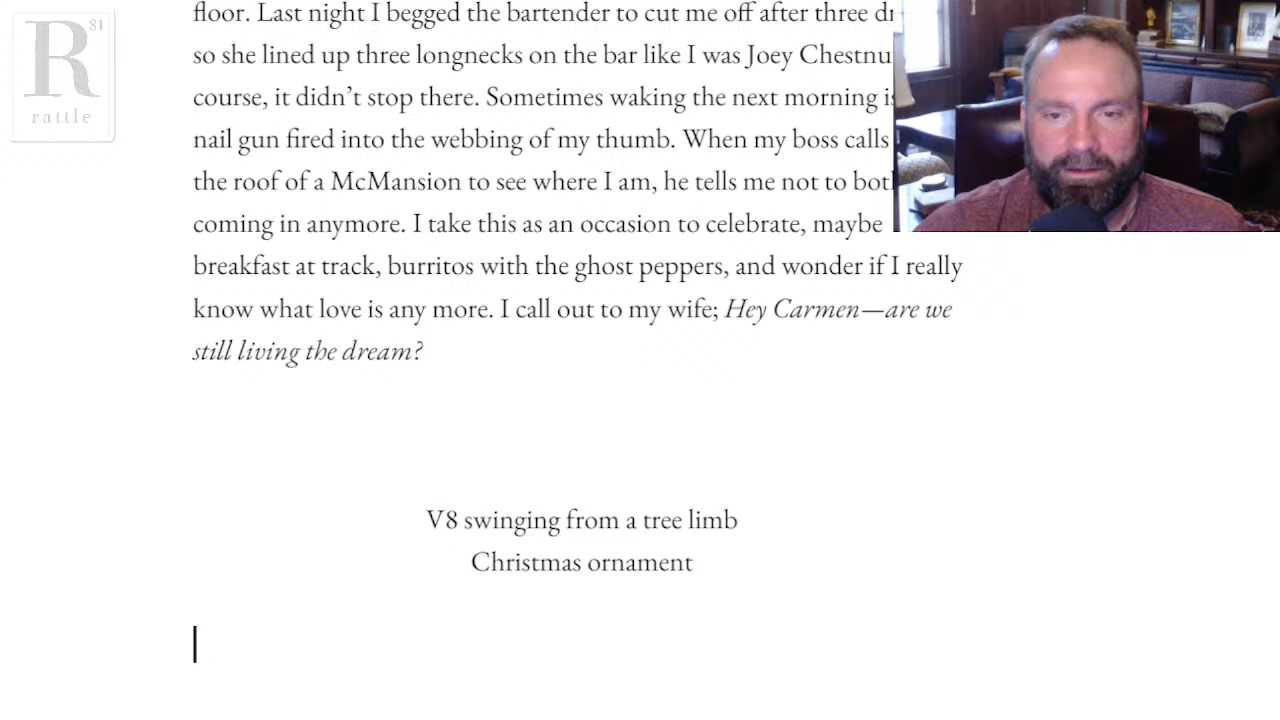 R 81
rattle
floor. Last night I begged the bartender to cut me off after three
so she lined up three longnecks on the bar like I was Joey
course, it didn’t stop there. Sometimes waking the next morning
nail gun fired into the webbing of my thumb. When my boss calls
the roof of a McMansion to see where I am, he tells me not to
coming in anymore. I take this as an occasion to celebrate, maybe
breakfast at track, burritos with the ghost peppers, and wonder if I really
know what love is any more. I call out to my wife; Hey Carmen—are we
still living the dream?
V8 swinging from a tree limb
Christmas ornament